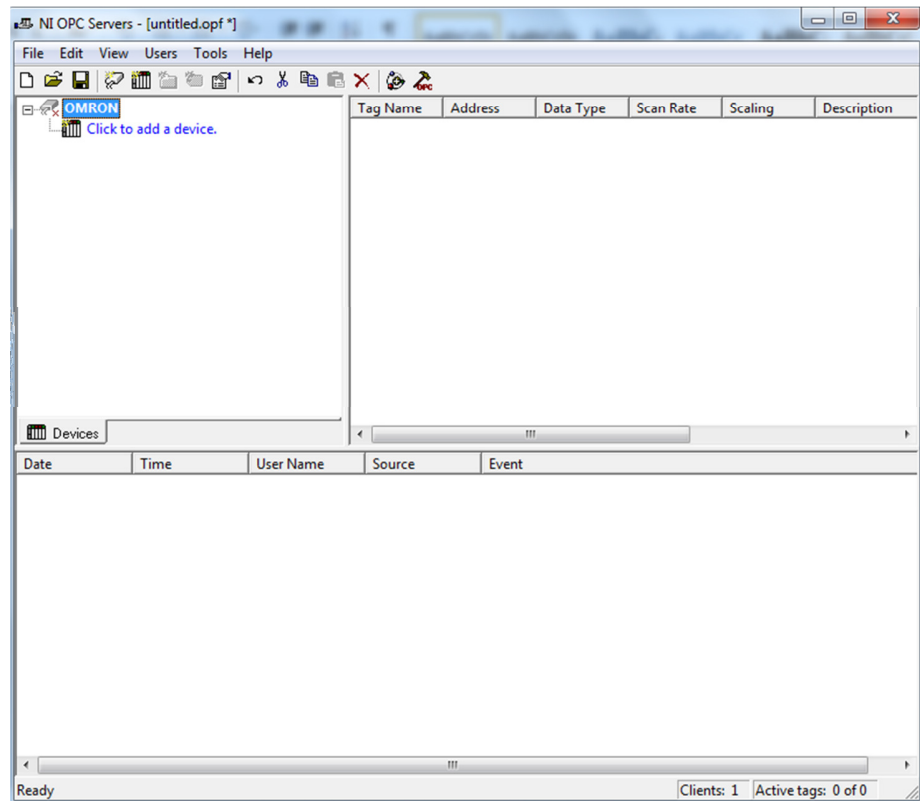 NI OPC Servers - [untitled.opf *]
File Edit View Users Tools Help
OMRON
Click to add a device.
Tag Name Address Data Type Scan Rate Scaling Description
Devices
Date Time User Name Source Event
Ready Clients: 1 Active tags: 0 of 0